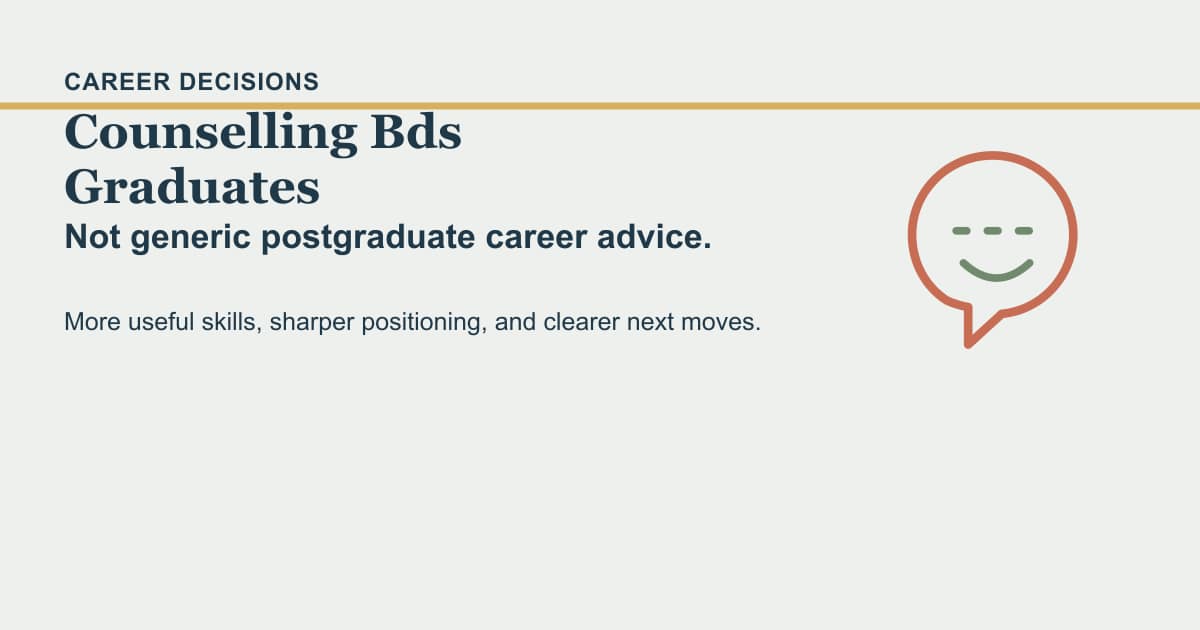 CAREER DECISIONS
Counselling Bds
Graduates
Not generic postgraduate career advice.
More useful skills, sharper positioning, and clearer next moves.